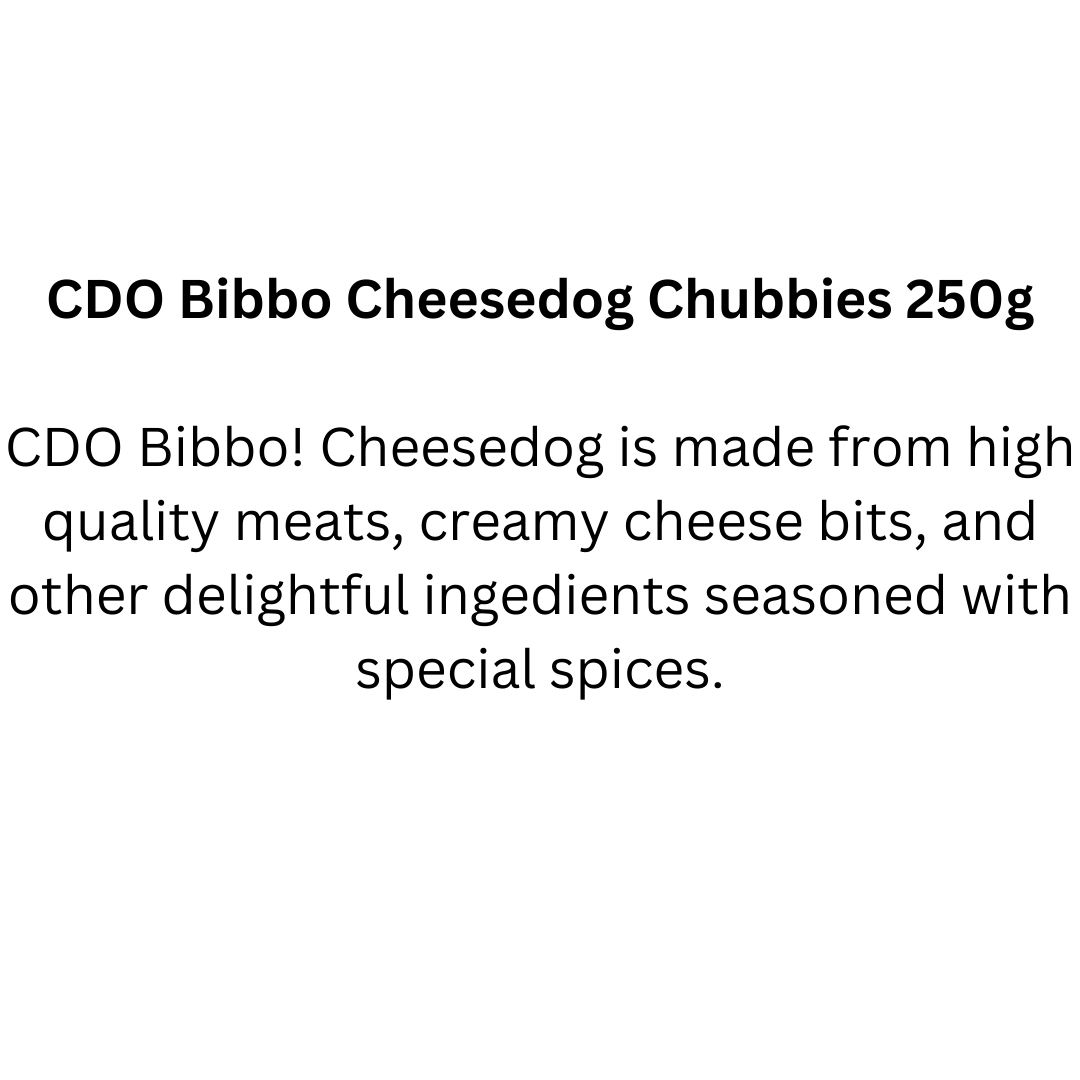 CDO Bibbo Cheesedog Chubbies 250g
CDO Bibbo! Cheesedog is made from high
quality meats, creamy cheese bits, and
other delightful ingedients seasoned with
special spices.